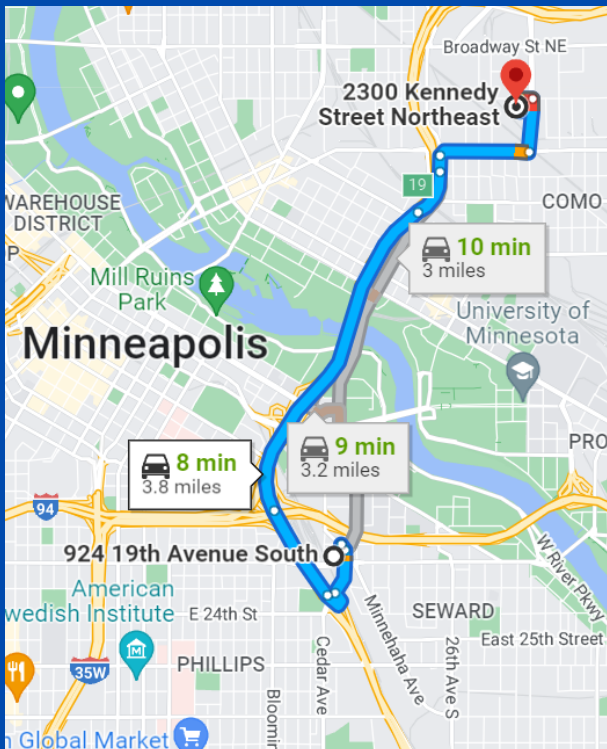 Broadway St NE
2300 Kennedy
Street Northeast
19
COMO
WAREHOUSE
DISTRICT
P
10 min
3 miles
Mill Ruins
Park
University of
Minnesota
Minneapolis
PRO
9 min
3.2 miles
8 min
3.8 miles
94
924 19th Avenue South
W River Pkwy
American
wedish Institute
E 24th St
SEWARD
East 25th Street
Minnehaha Ave
26th Ave S
Cedar Ave
PHILLIPS
35W
Bloomin
n Global Market